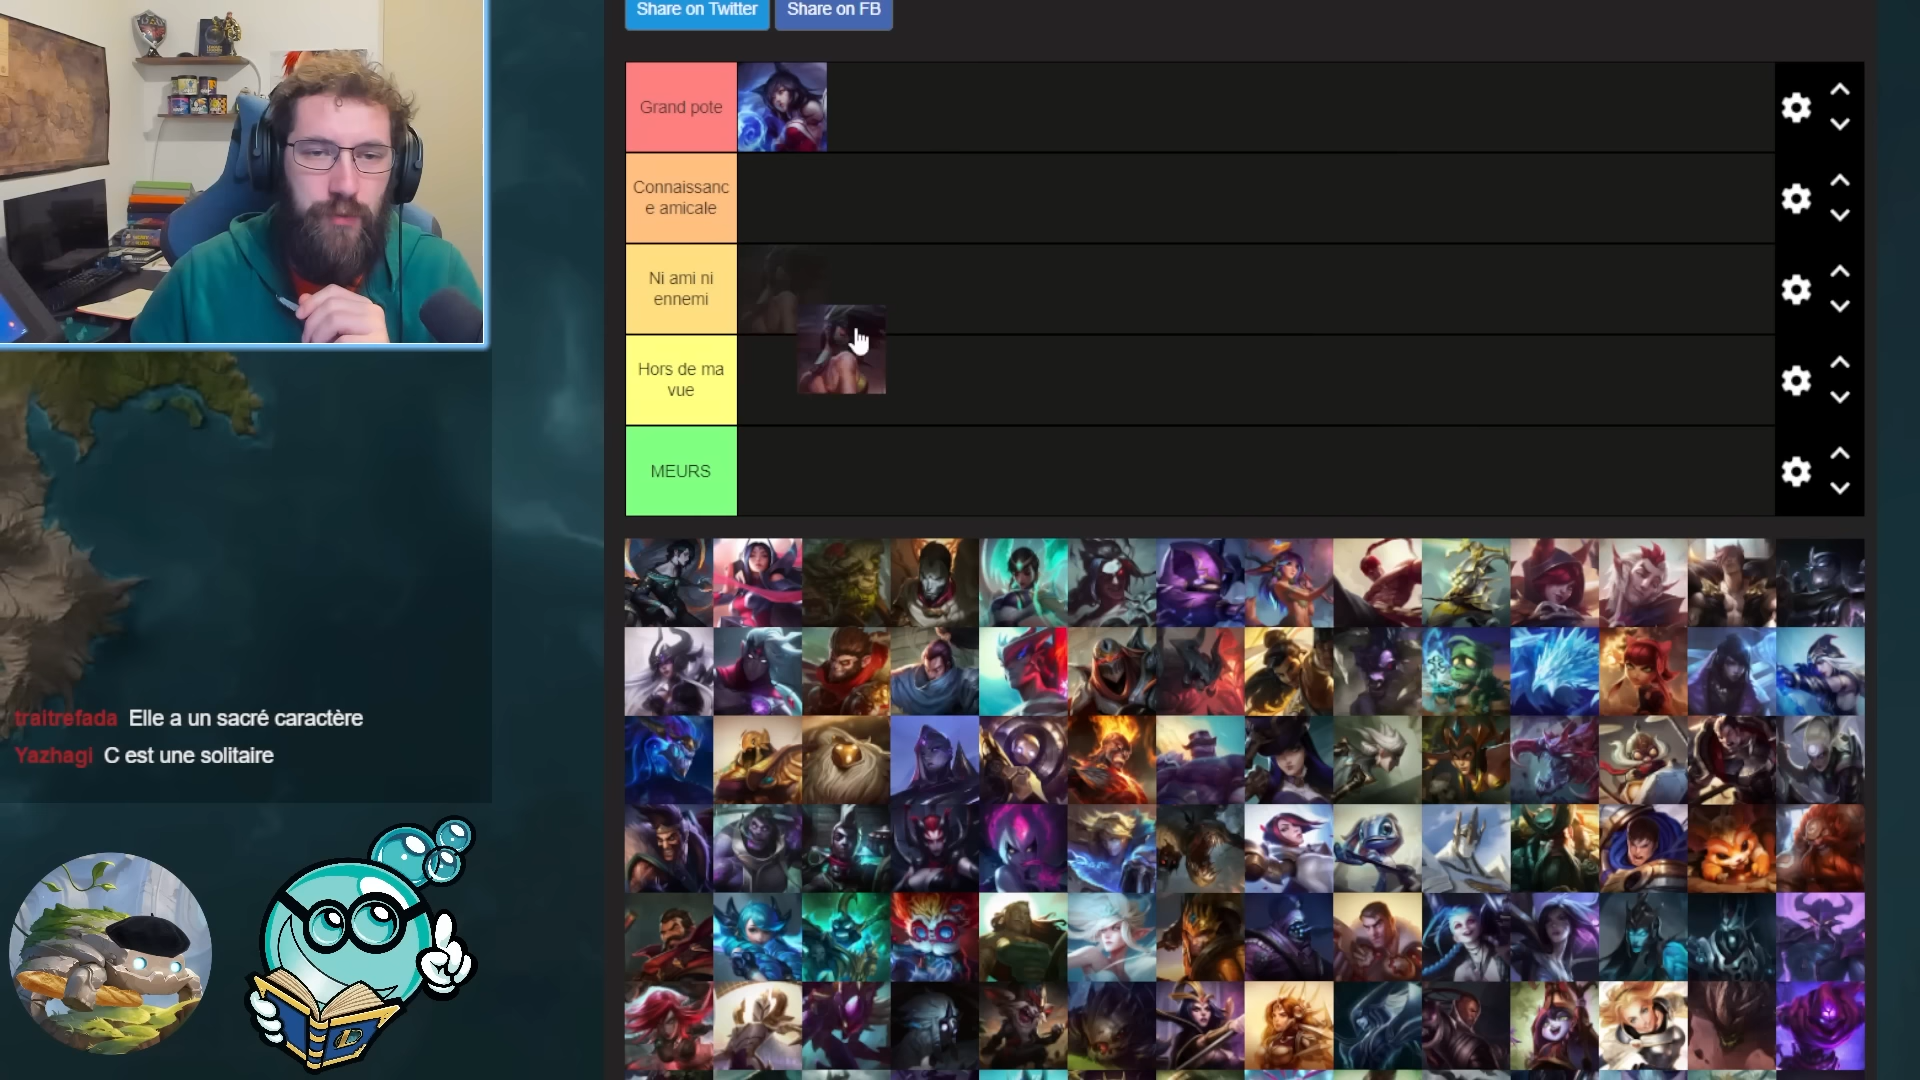 Share on Twitter
Share on FB
Grand pote
Connaissanc
e amicale
Ni ami ni
ennemi
Hors de ma
vue
MEURS
traitrefada Elle a un sacré caractère
Yazhagi C est une solitaire